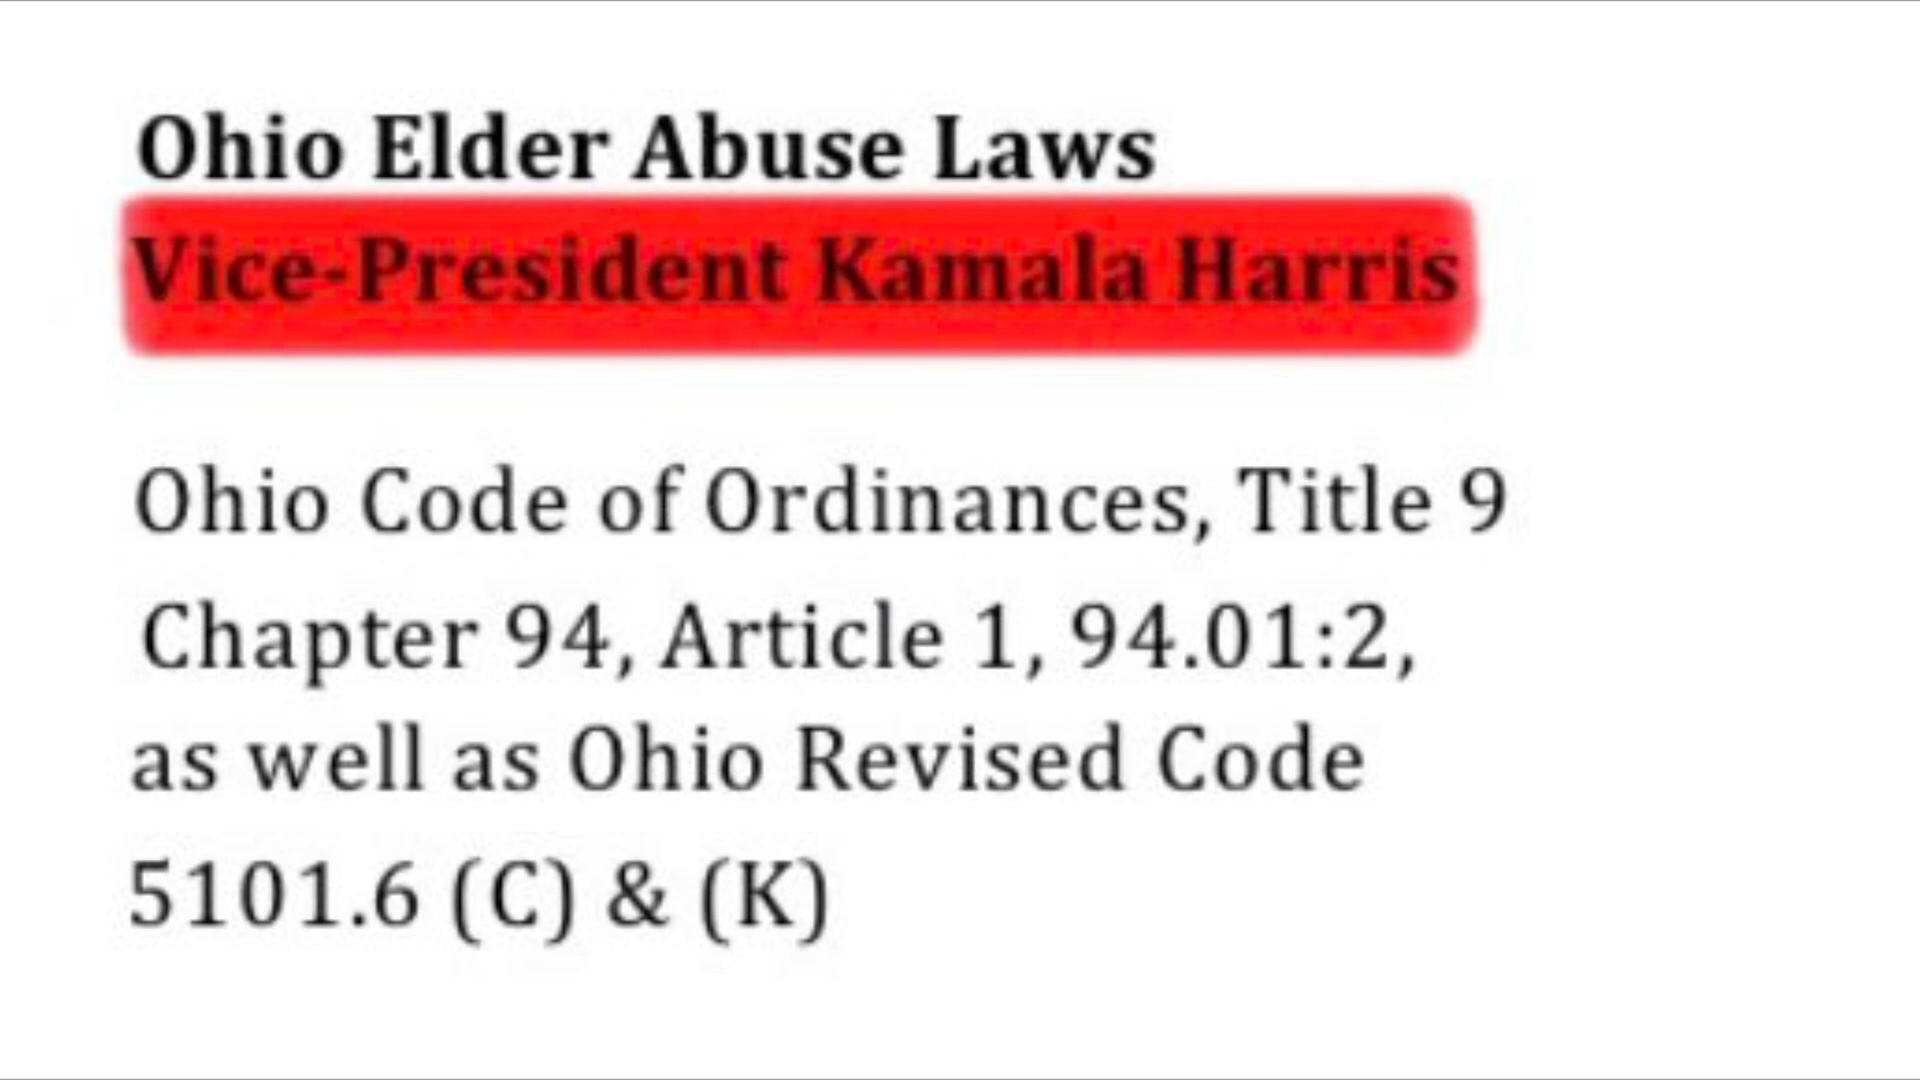 Ohio Elder Abuse Laws
Vice-President Kamala Harris
Ohio Code of Ordinances, Title 9
Chapter 94, Article 1, 94.01:2,
as well as Ohio Revised Code
5101.6 (C) & (K)